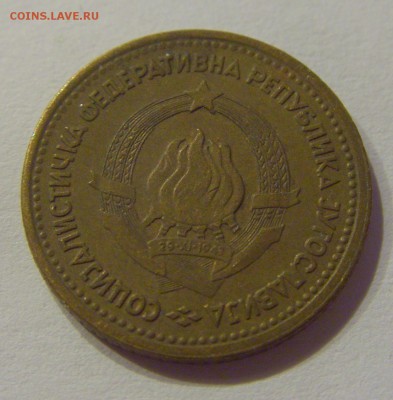 COINS.LAVE.RU
СОЦИЈАЛИСТИЧКА ФЕДЕРАТИВНА РЕПУБЛИКА ЈУГОСЛАВИЈА
29·XI·1943